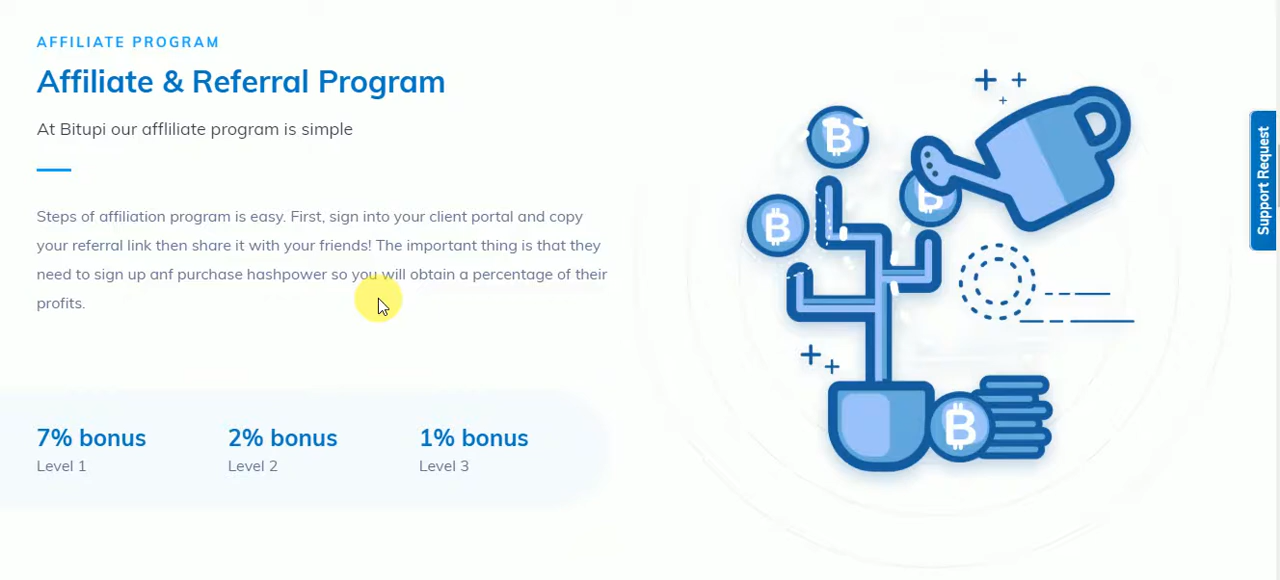 AFFILIATE PROGRAM
Affiliate & Referral Program
At Bitupi our affliliate program is simple
Steps of affiliation program is easy. First, sign into your client portal and copy
your referral link then share it with your friends! The important thing is that they
need to sign up anf purchase hashpower so you will obtain a percentage of their
profits.
7% bonus
Level 1
2% bonus
Level 2
1% bonus
Level 3
Support Request